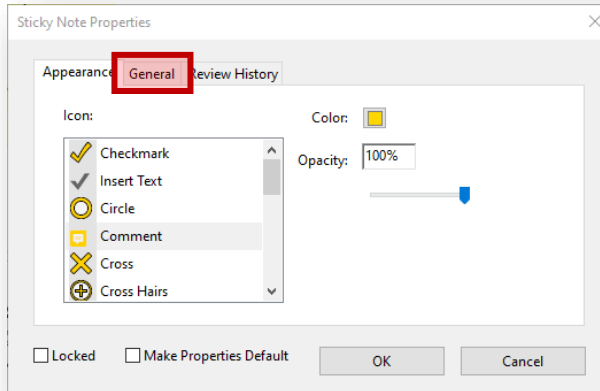 Sticky Note Properties
Appearance General Review History
Icon:
Color:
Checkmark
Opacity: 100%
Insert Text
Circle
Comment
Cross
Cross Hairs
Locked Make Properties Default OK Cancel